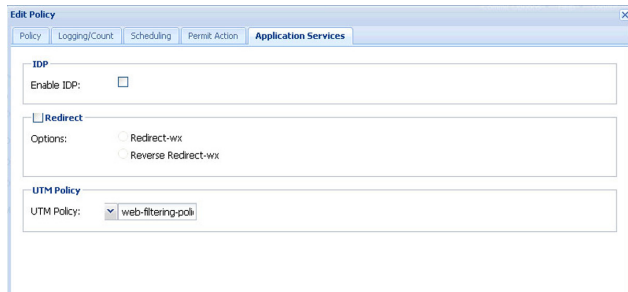 Edit Policy
Policy Logging/Count Scheduling Permit Action Application Services
IDP
Enable IDP:
Redirect
Options: Redirect-wx
Reverse Redirect-wx
UTM Policy
UTM Policy: web-filtering-poli